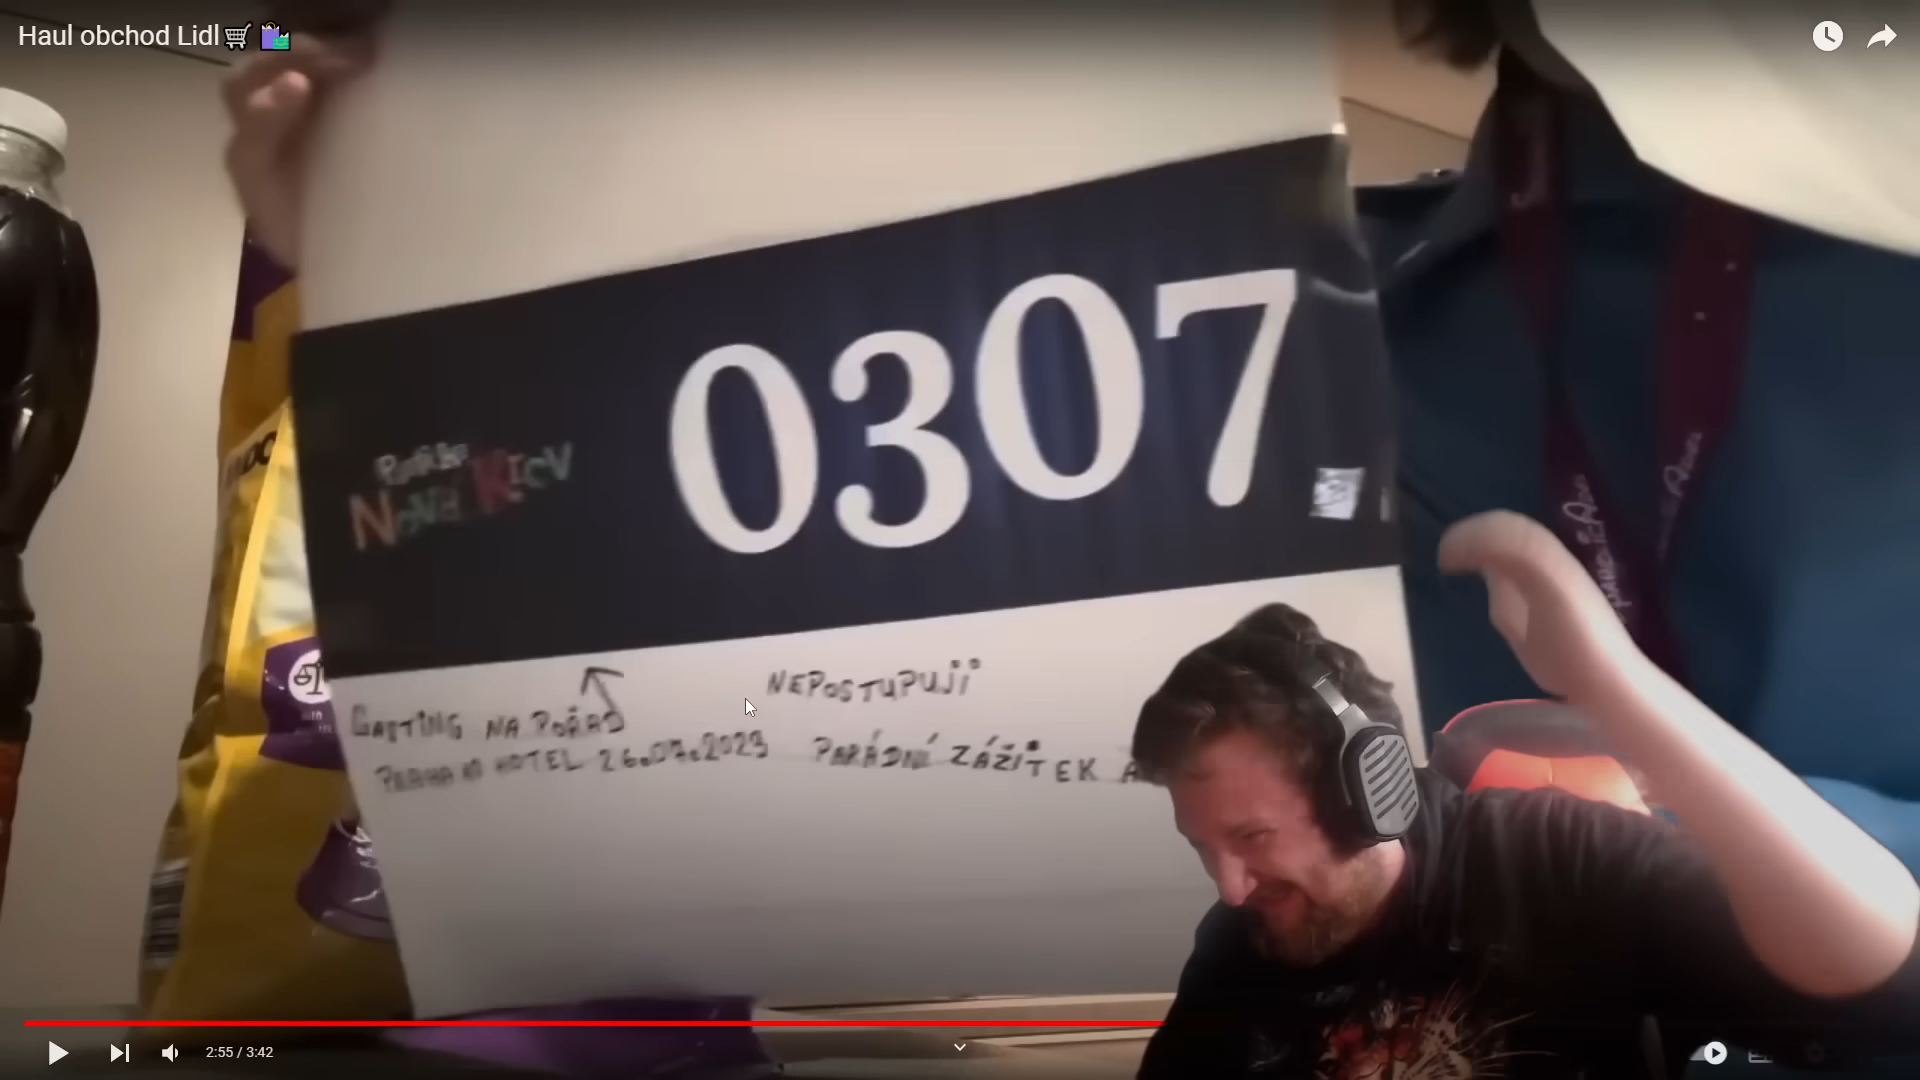 Haul obchod Lidl
0307
NEPOSTUPUJI
CASTING NA POŘAD
PRAHA HOTEL 26.07.2023 PARÁDNÍ ZÁŽITEK A
2:55 / 3:42